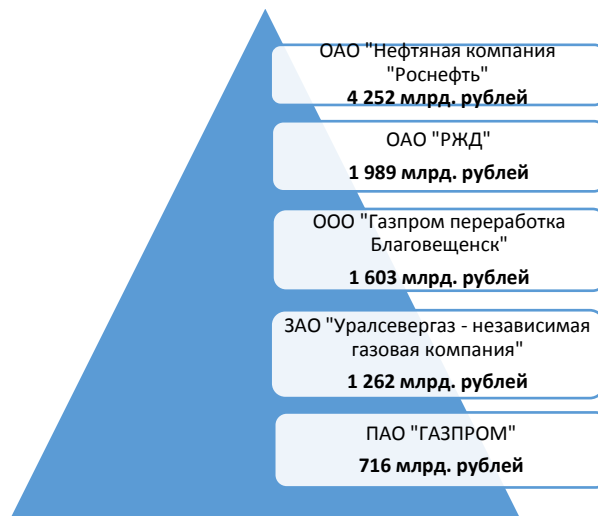 ОАО "Нефтяная компания
"Роснефть"
4 252 млрд. рублей
ОАО "РЖД"
1 989 млрд. рублей
ООО "Газпром переработка
Благовещенск"
1 603 млрд. рублей
ЗАО "Уралсевергаз - независимая
газовая компания"
1 262 млрд. рублей
ПАО "ГАЗПРОМ"
716 млрд. рублей